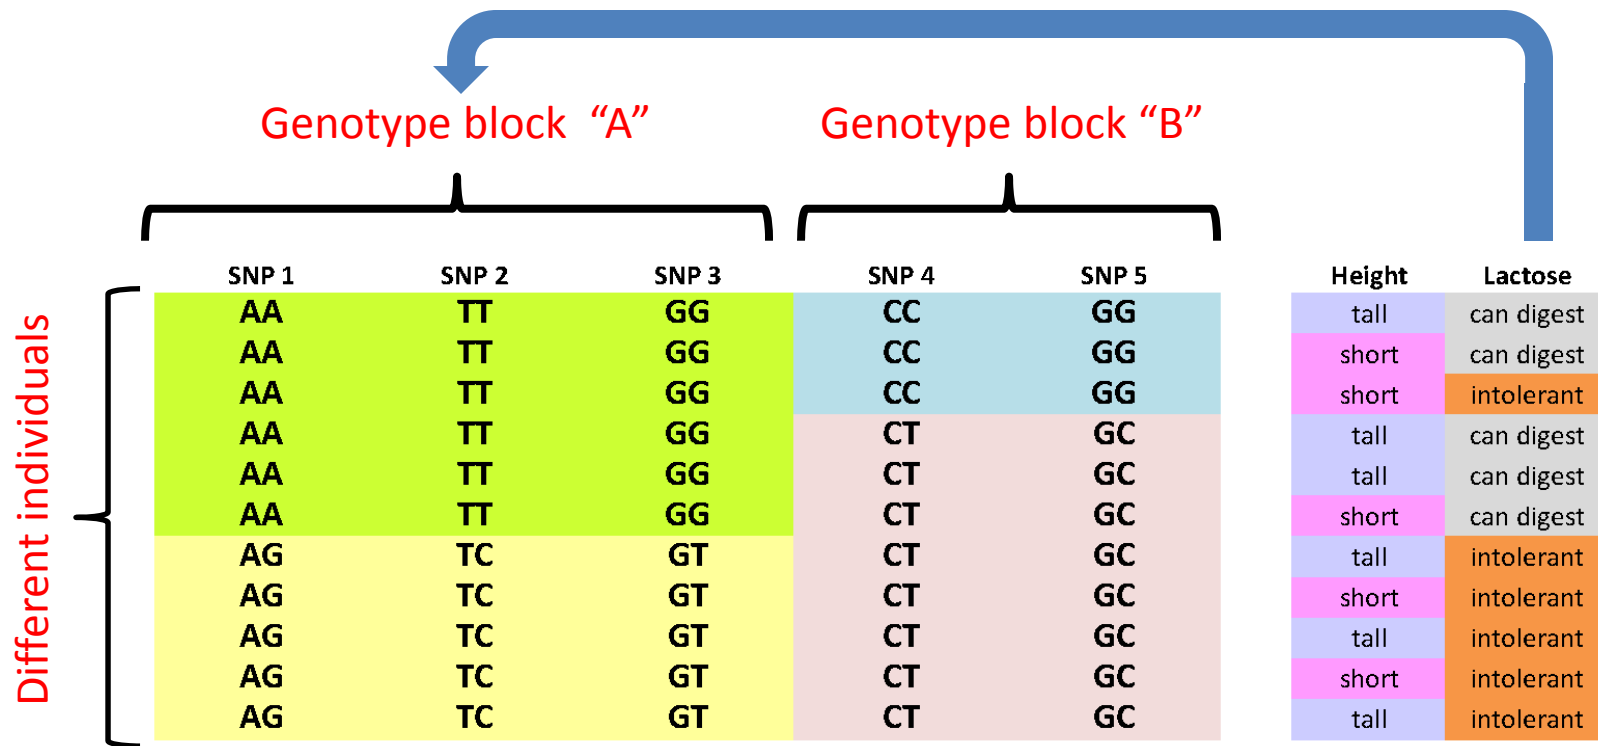 Genotype block “A” Genotype block “B”
Different individuals
SNP 1 SNP 2 SNP 3 SNP 4 SNP 5 Height Lactose
AA TT GG CC GG tall can digest
AA TT GG CC GG short can digest
AA TT GG CC GG short intolerant
AA TT GG CT GC tall can digest
AA TT GG CT GC tall can digest
AA TT GG CT GC short can digest
AG TC GT CT GC tall intolerant
AG TC GT CT GC short intolerant
AG TC GT CT GC tall intolerant
AG TC GT CT GC short intolerant
AG TC GT CT GC tall intolerant